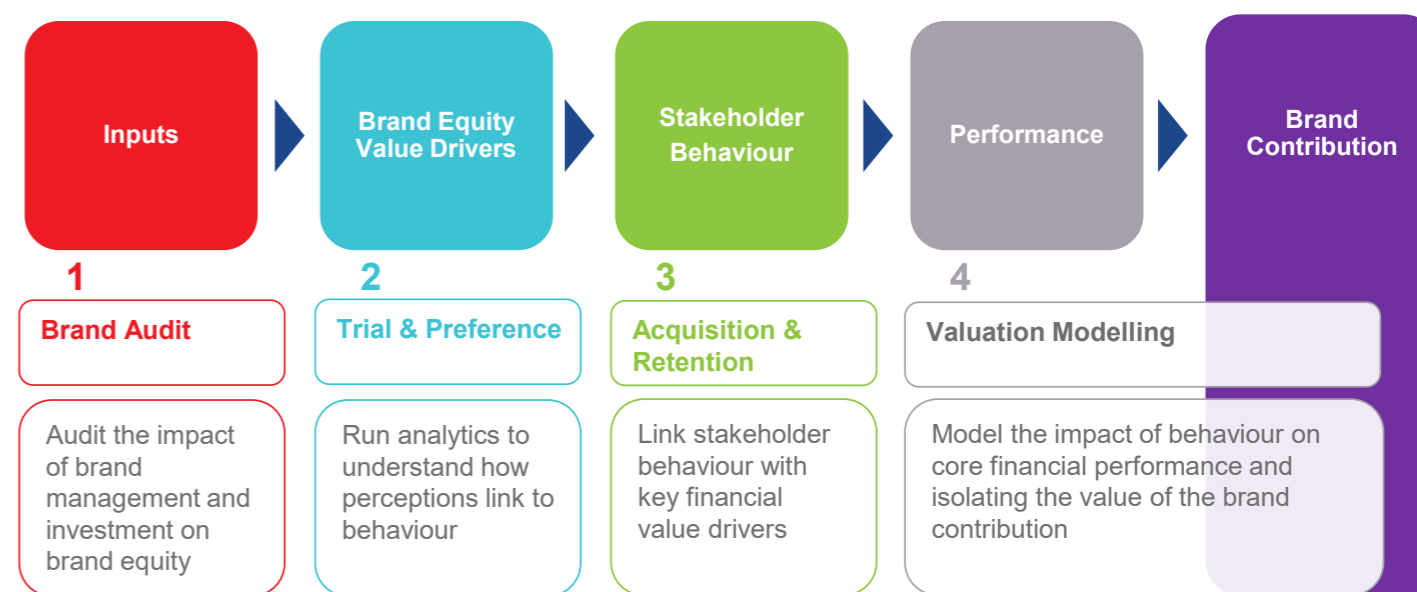 Inputs
Brand Equity
Value Drivers
Stakeholder
Behaviour
Performance
Brand
Contribution
1
2
3
4
Brand Audit
Trial & Preference
Acquisition &
Retention
Valuation Modelling
Audit the impact
of brand
management and
investment on
brand equity
Run analytics to
understand how
perceptions link to
behaviour
Link stakeholder
behaviour with
key financial
value drivers
Model the impact of behaviour on
core financial performance and
isolating the value of the brand
contribution